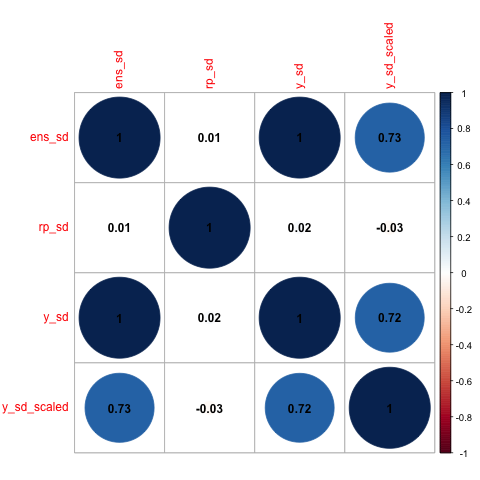 ens_sd
rp_sd
y_sd
y_sd_scaled
ens_sd 1 0.01 1 0.73
rp_sd 0.01 1 0.02 -0.03
y_sd 1 0.02 1 0.72
y_sd_scaled 0.73 -0.03 0.72 1
1
0.8
0.6
0.4
0.2
0
-0.2
-0.4
-0.6
-0.8
-1